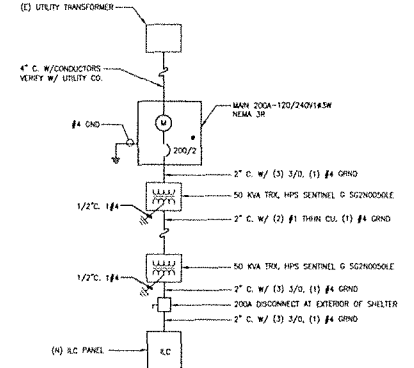 (E) UTILITY TRANSFORMER
4" C. W/CONDUCTORS
VERIFY W/ UTILITY CO.
#4 GND
M
200/2
MAIN 200A-120/240V1Φ3W
NEMA 3R
2" C. W/ (3) 3/0, (1) #4 GRND
50 KVA TRX, HPS SENTINEL G SG2N0050LE
1/2"C. 1#4
2" C. W/ (2) #1 THHN CU, (1) #4 GRND
50 KVA TRX, HPS SENTINEL G SG2N0050LE
1/2"C. 1#4
2" C. W/ (3) 3/0, (1) #4 GRND
200A DISCONNECT AT EXTERIOR OF SHELTER
2" C. W/ (3) 3/0, (1) #4 GRND
(N) ILC PANEL
ILC